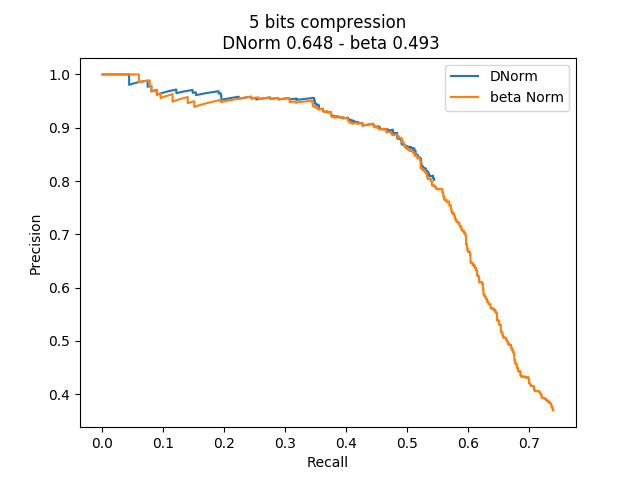 5 bits compression
DNorm 0.648 - beta 0.493
DNorm
beta Norm
1.0
0.9
0.8
0.7
0.6
0.5
0.4
Precision
0.0 0.1 0.2 0.3 0.4 0.5 0.6 0.7
Recall